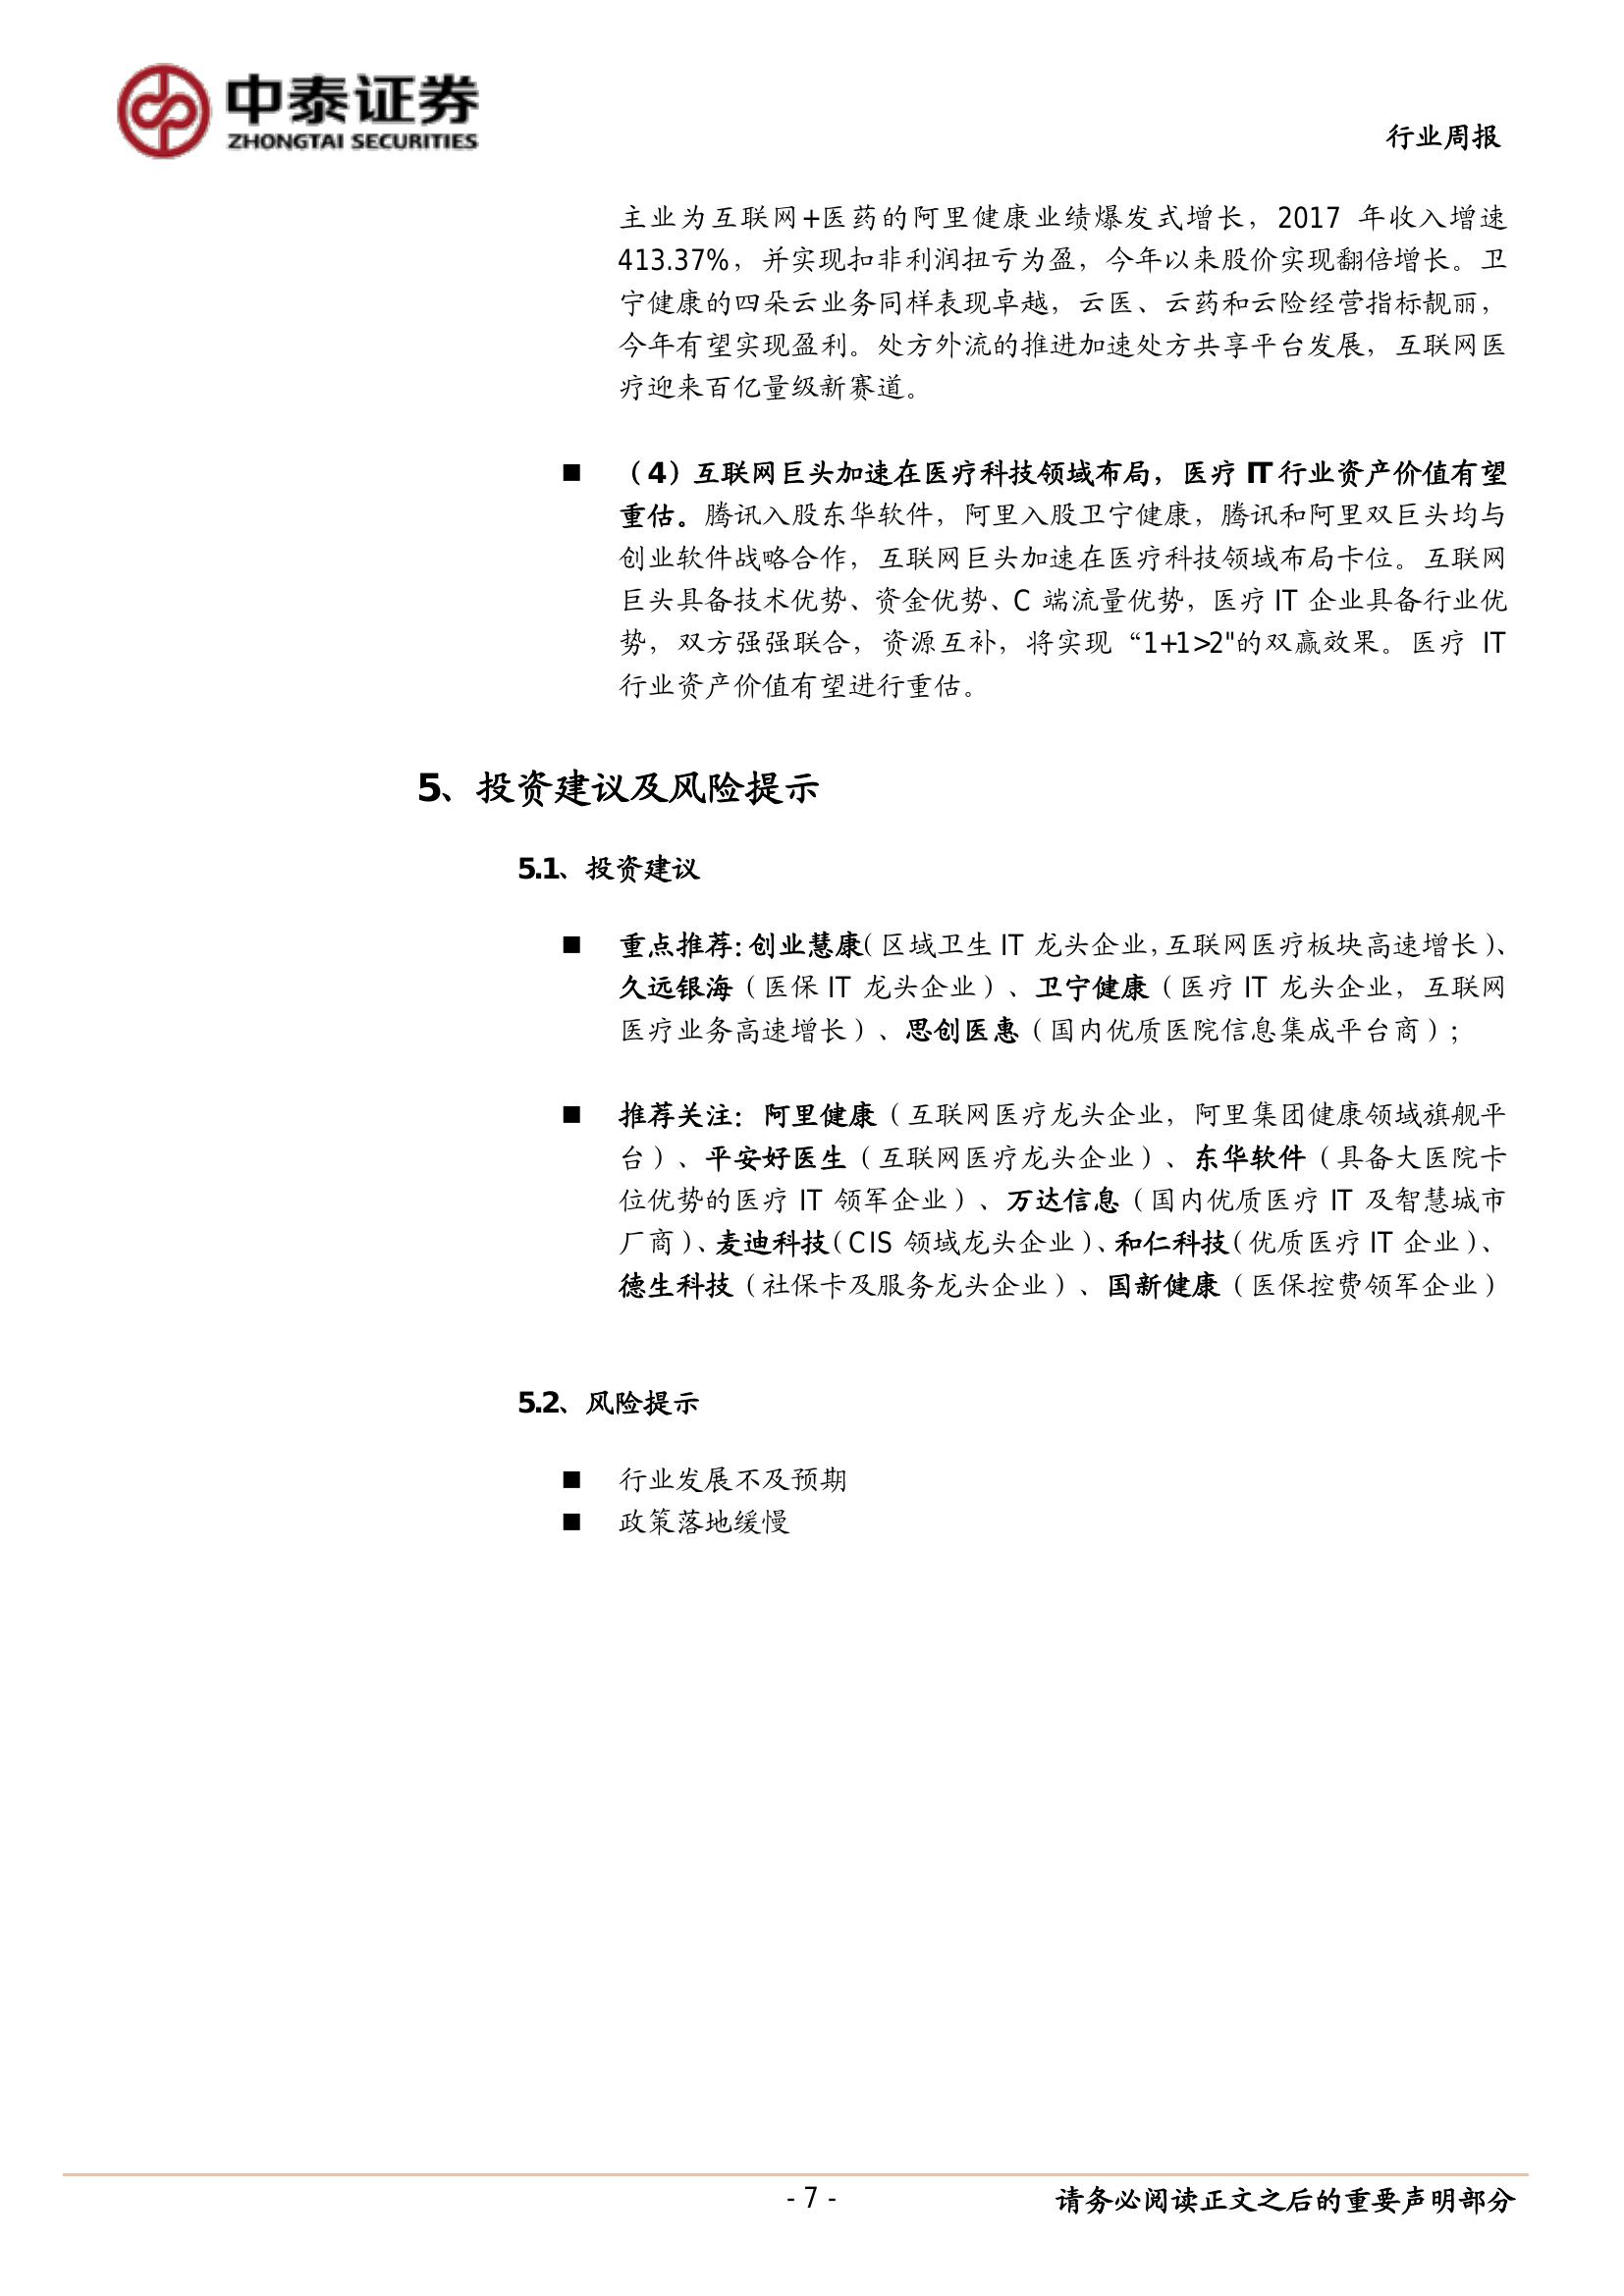 中泰证券
ZHONGTAI SECURITIES
行业周报
主业为互联网+医药的阿里健康业绩爆发式增长，2017 年收入增速
413.37%，并实现扣非利润扭亏为盈，今年以来股价实现翻倍增长。卫
宁健康的四朵云业务同样表现卓越，云医、云药和云险经营指标靓丽，
今年有望实现盈利。处方外流的推进加速处方共享平台发展，互联网医
疗迎来百亿量级新赛道。
■ （4）互联网巨头加速在医疗科技领域布局，医疗 IT 行业资产价值有望
重估。腾讯入股东华软件，阿里入股卫宁健康，腾讯和阿里双巨头均与
创业软件战略合作，互联网巨头加速在医疗科技领域布局卡位。互联网
巨头具备技术优势、资金优势、C 端流量优势，医疗 IT 企业具备行业优
势，双方强强联合，资源互补，将实现“1+1>2"的双赢效果。医疗 IT
行业资产价值有望进行重估。
5、投资建议及风险提示
5.1、投资建议
■ 重点推荐：创业慧康（区域卫生 IT 龙头企业，互联网医疗板块高速增长）、
久远银海（医保 IT 龙头企业）、卫宁健康（医疗 IT 龙头企业，互联网
医疗业务高速增长）、思创医惠（国内优质医院信息集成平台商）；
■ 推荐关注：阿里健康（互联网医疗龙头企业，阿里集团健康领域旗舰平
台）、平安好医生（互联网医疗龙头企业）、东华软件（具备大医院卡
位优势的医疗 IT 领军企业）、万达信息（国内优质医疗 IT 及智慧城市
厂商）、麦迪科技（CIS 领域龙头企业）、和仁科技（优质医疗 IT 企业）、
德生科技（社保卡及服务龙头企业）、国新健康（医保控费领军企业）
5.2、风险提示
■ 行业发展不及预期
■ 政策落地缓慢
- 7 -
请务必阅读正文之后的重要声明部分